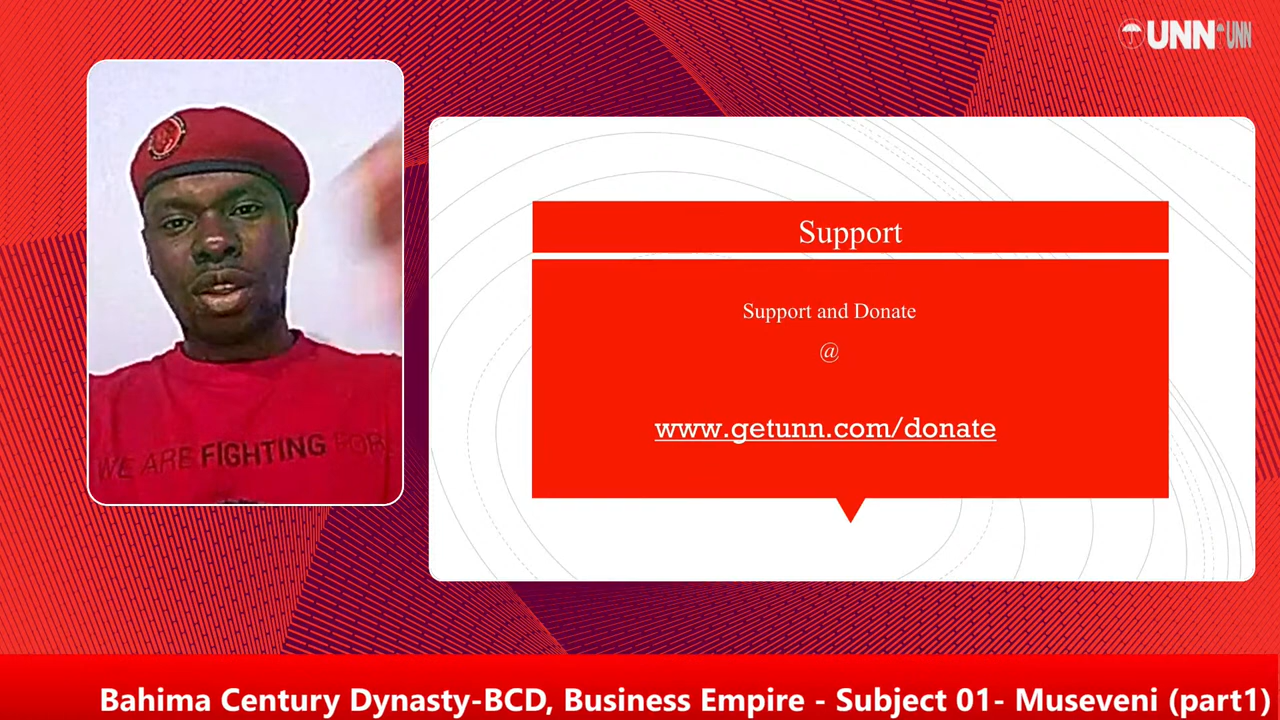 UNN UNN
WE ARE FIGHTING FOR
Support
Support and Donate
@
www.getunn.com/donate
Bahima Century Dynasty-BCD, Business Empire - Subject 01- Museveni (part1)